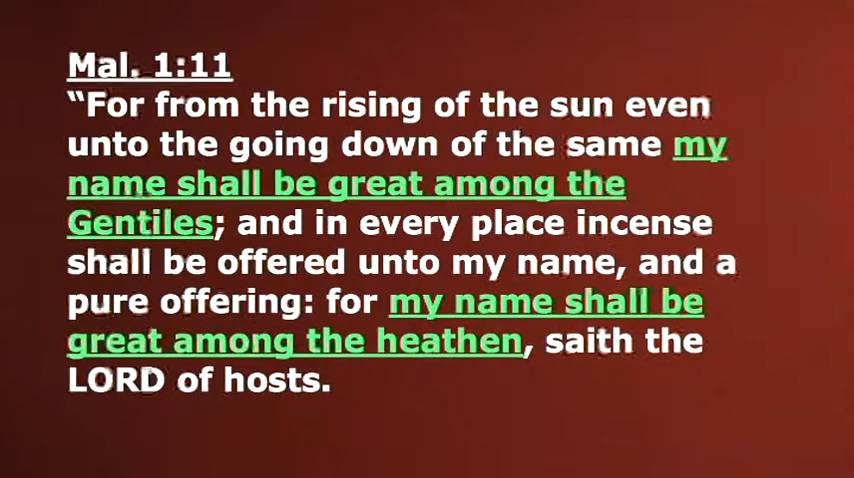 Mal. 1:11
“For from the rising of the sun even
unto the going down of the same my
name shall be great among the
Gentiles; and in every place incense
shall be offered unto my name, and a
pure offering: for my name shall be
great among the heathen, saith the
LORD of hosts.